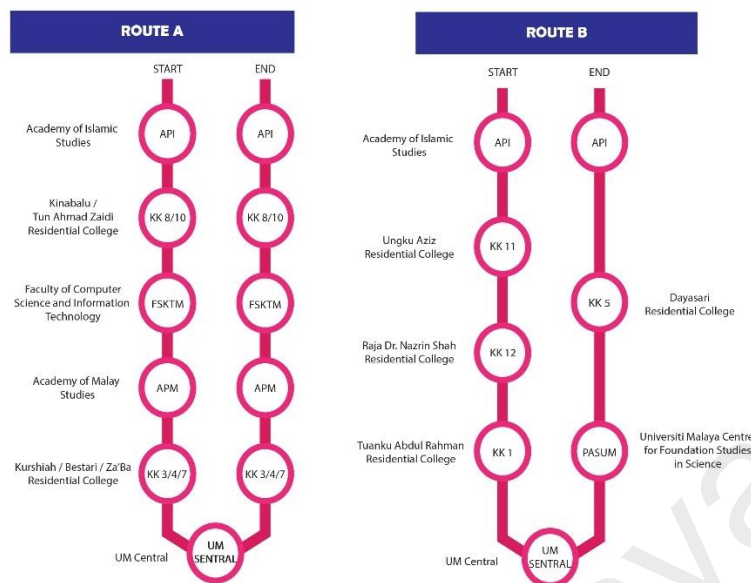 ROUTE A
START
END
Academy of Islamic
Studies
API
API
Kinabalu /
Tun Ahmad Zaidi
Residential College
KK 8/10
KK 8/10
Faculty of Computer
Science and Information
Technology
FSKTM
FSKTM
Academy of Malay
Studies
APM
APM
Kurshiah / Bestari / Za'Ba
Residential College
KK 3/4/7
KK 3/4/7
UM Central
UM
SENTRAL
ROUTE B
START
END
Academy of Islamic
Studies
API
API
Ungku Aziz
Residential College
KK 11
KK 5
Dayasari
Residential College
Raja Dr. Nazrin Shah
Residential College
KK 12
Tuanku Abdul Rahman
Residential College
KK 1
PASUM
Universiti Malaya Centre
for Foundation Studies
in Science
UM Central
UM
SENTRAL